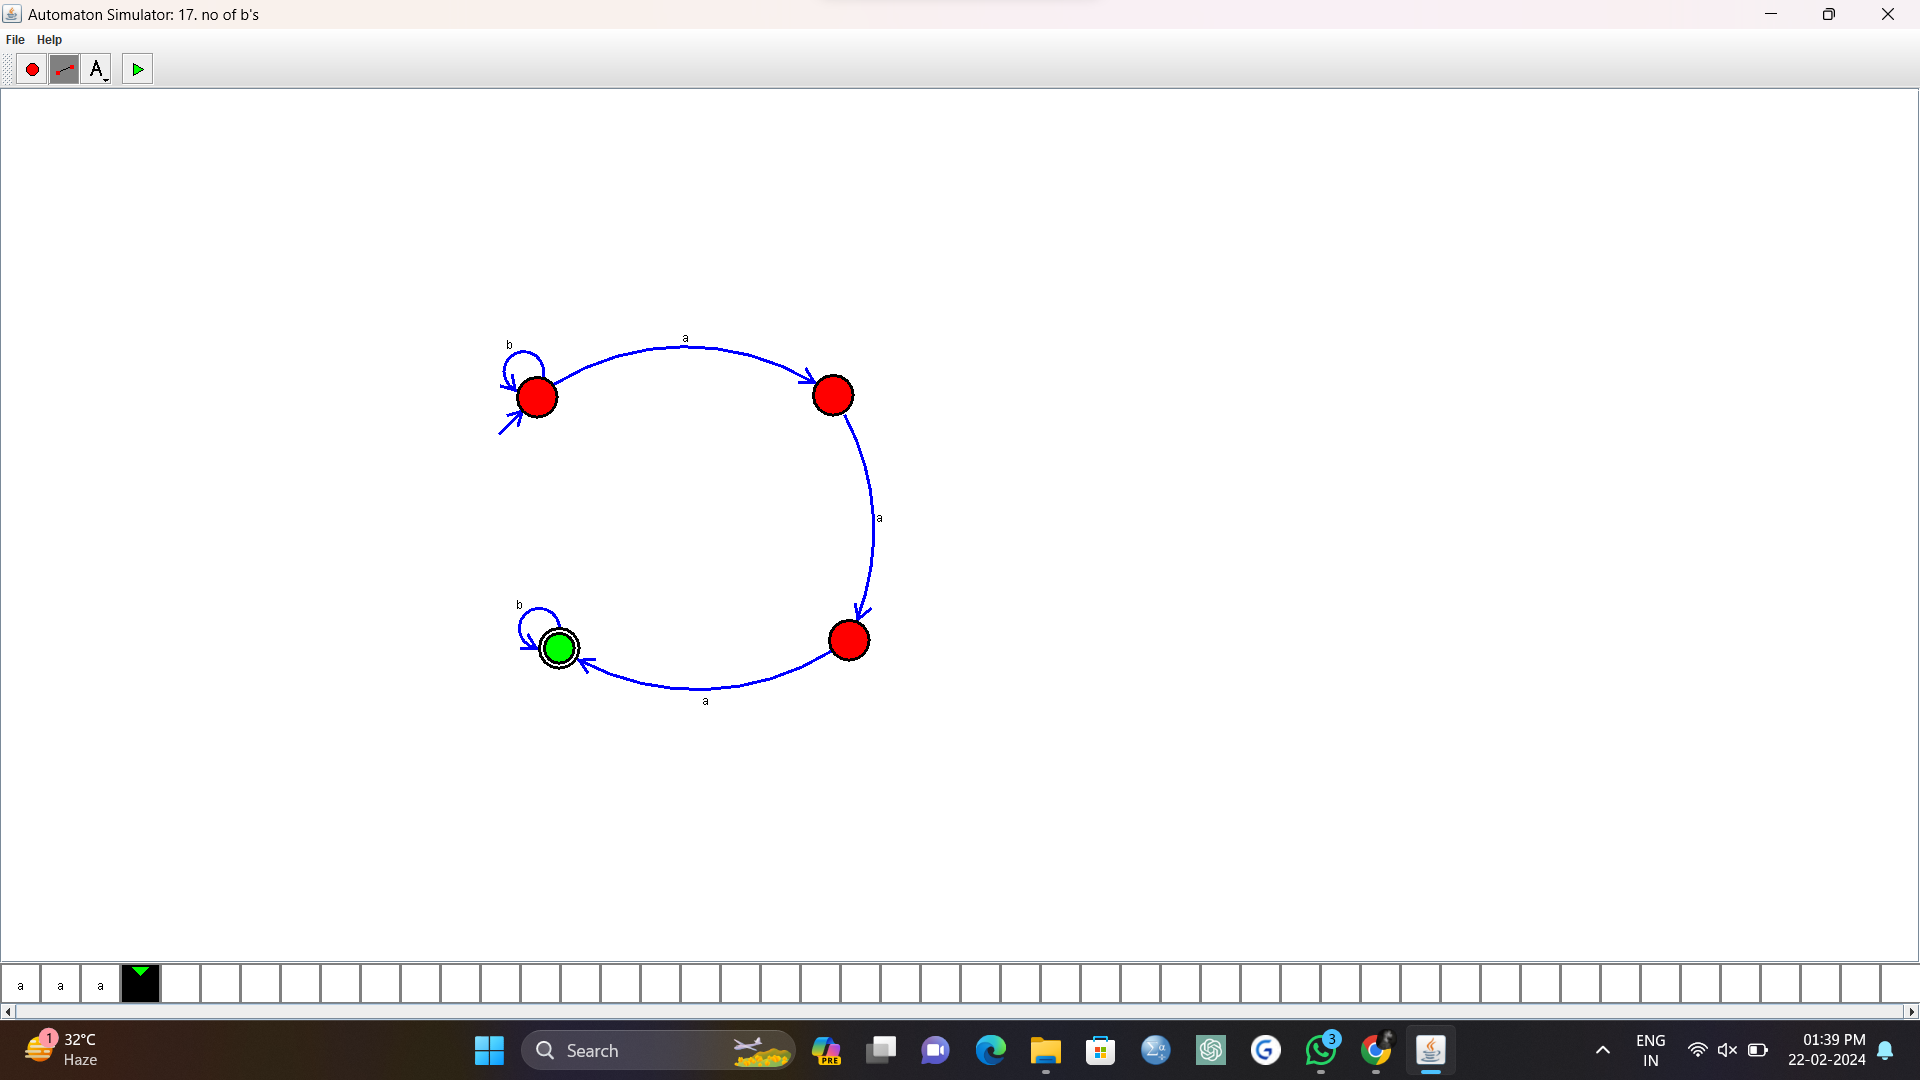 Automaton Simulator: 17. no of b's
File Help
A
b
a
a
b
a
a a a
1
32°C
Haze
Search
PRE
3
ENG
IN
01:39 PM
22-02-2024